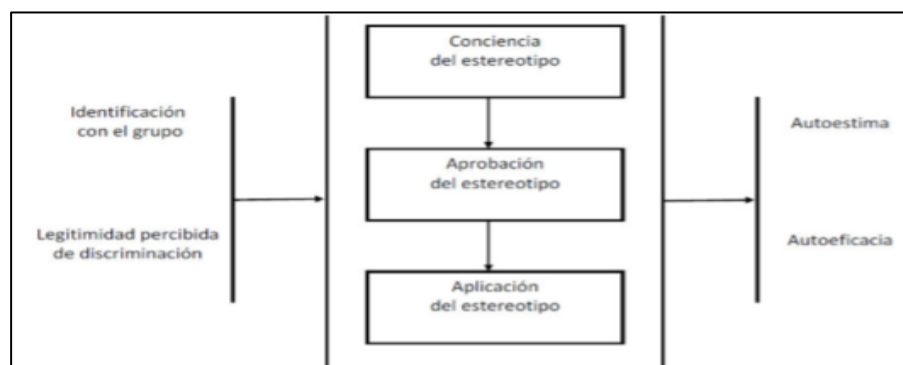 Identificación
con el grupo
Legitimidad percibida
de discriminación
Conciencia
del estereotipo
Aprobación
del estereotipo
Aplicación
del estereotipo
Autoestima
Autoeficacia